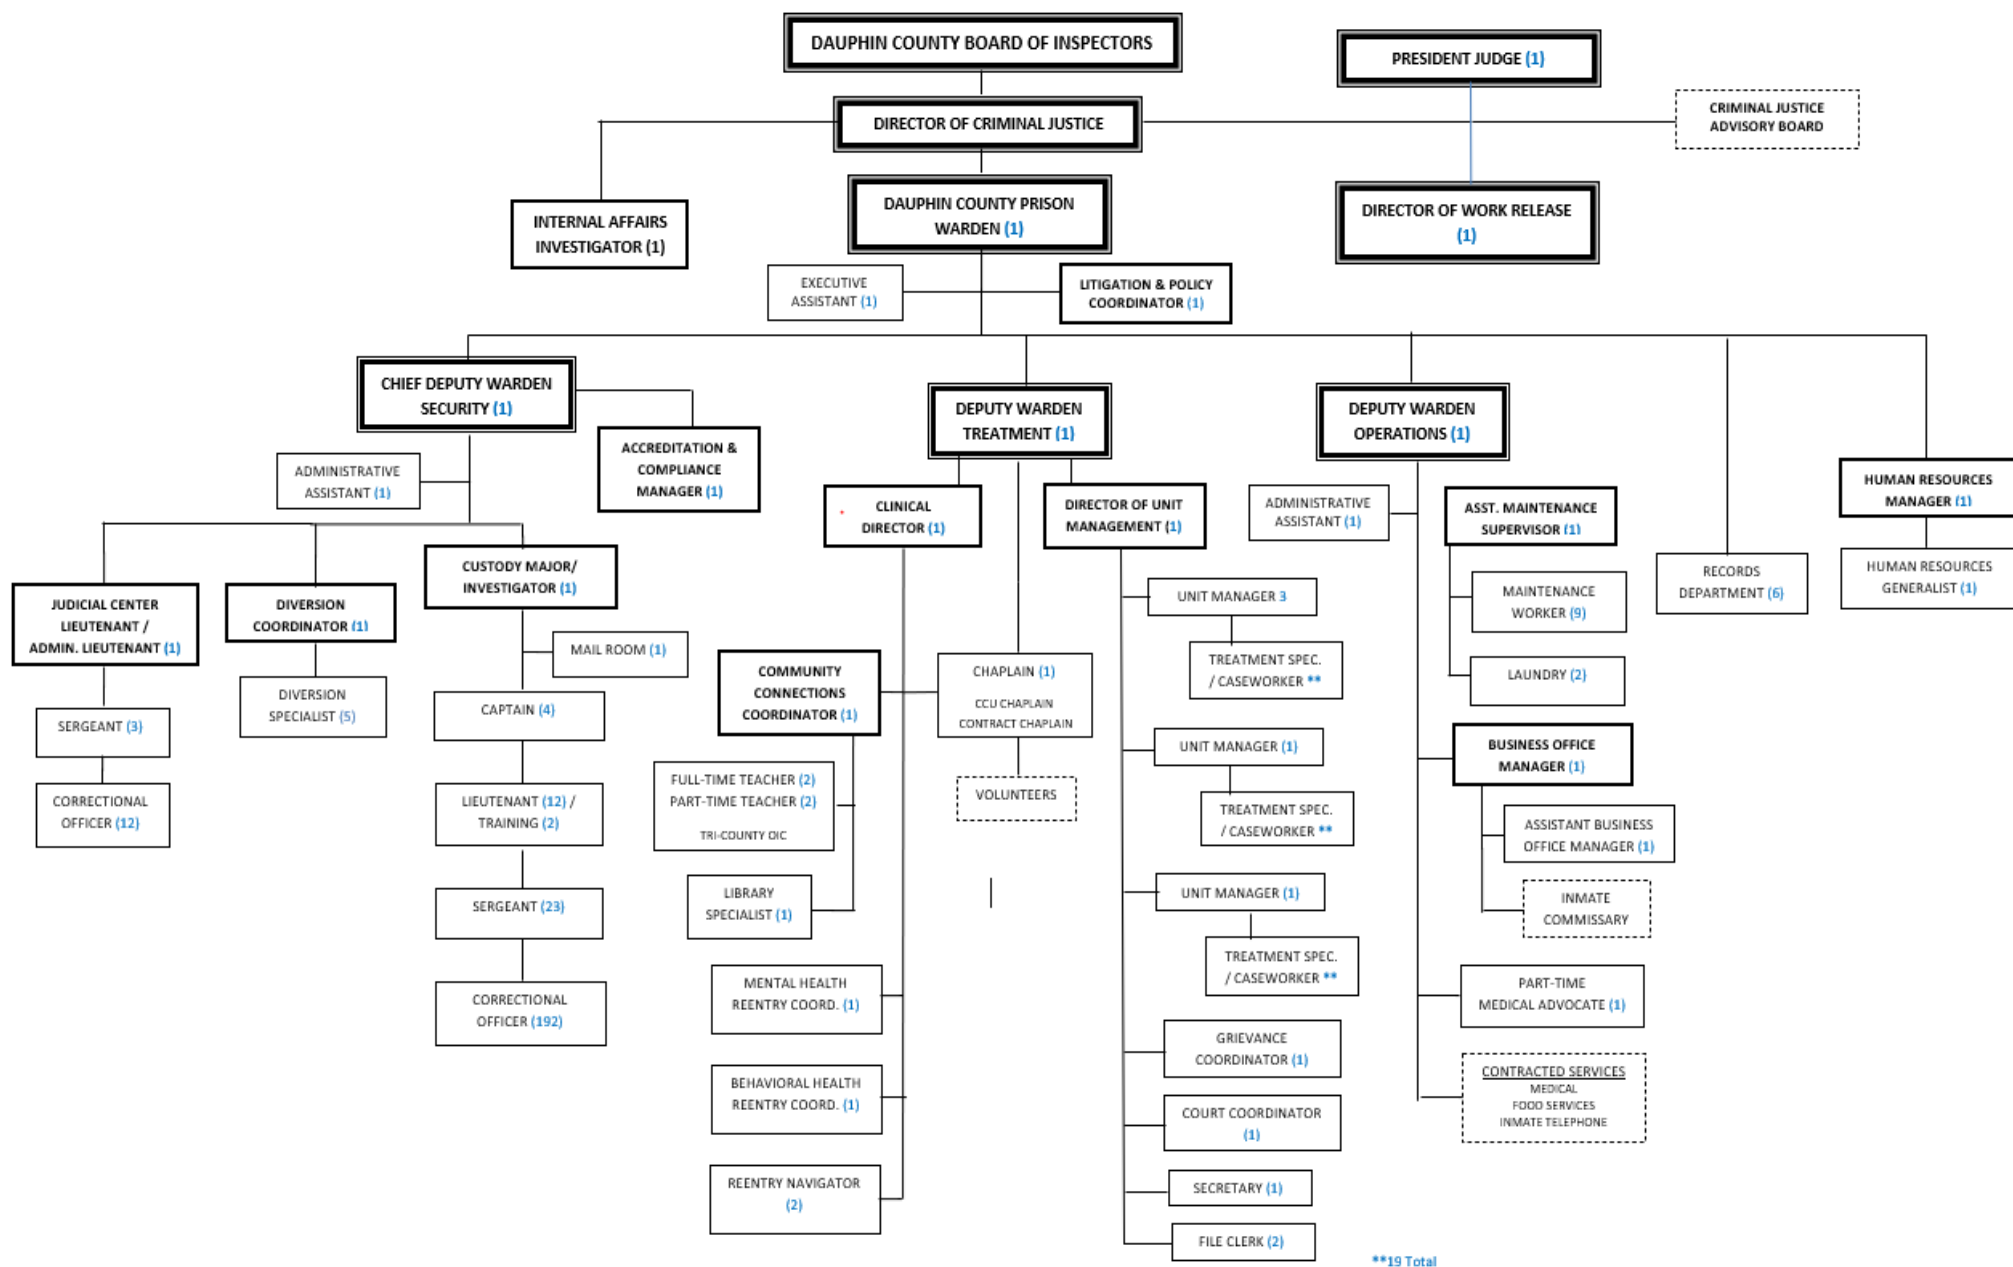 DAUPHIN COUNTY BOARD OF INSPECTORS
PRESIDENT JUDGE (1)
CRIMINAL JUSTICE
ADVISORY BOARD
DIRECTOR OF CRIMINAL JUSTICE
DAUPHIN COUNTY PRISON
WARDEN (1)
DIRECTOR OF WORK RELEASE
(1)
INTERNAL AFFAIRS
INVESTIGATOR (1)
EXECUTIVE
ASSISTANT (1)
LITIGATION & POLICY
COORDINATOR (1)
CHIEF DEPUTY WARDEN
SECURITY (1)
DEPUTY WARDEN
TREATMENT (1)
DEPUTY WARDEN
OPERATIONS (1)
ACCREDITATION &
COMPLIANCE
MANAGER (1)
ADMINISTRATIVE
ASSISTANT (1)
HUMAN RESOURCES
MANAGER (1)
CLINICAL
DIRECTOR (1)
DIRECTOR OF UNIT
MANAGEMENT (1)
ADMINISTRATIVE
ASSISTANT (1)
ASST. MAINTENANCE
SUPERVISOR (1)
CUSTODY MAJOR/
INVESTIGATOR (1)
RECORDS
DEPARTMENT (6)
HUMAN RESOURCES
GENERALIST (1)
JUDICIAL CENTER
LIEUTENANT /
ADMIN. LIEUTENANT (1)
DIVERSION
COORDINATOR (1)
UNIT MANAGER 3
MAINTENANCE
WORKER (9)
MAIL ROOM (1)
COMMUNITY
CONNECTIONS
COORDINATOR (1)
CHAPLAIN (1)
CCU CHAPLAIN
CONTRACT CHAPLAIN
TREATMENT SPEC.
/ CASEWORKER **
LAUNDRY (2)
DIVERSION
SPECIALIST (5)
CAPTAIN (4)
SERGEANT (3)
UNIT MANAGER (1)
BUSINESS OFFICE
MANAGER (1)
FULL-TIME TEACHER (2)
PART-TIME TEACHER (2)
TRI-COUNTY OIC
VOLUNTEERS
CORRECTIONAL
OFFICER (12)
LIEUTENANT (12) /
TRAINING (2)
TREATMENT SPEC.
/ CASEWORKER **
ASSISTANT BUSINESS
OFFICE MANAGER (1)
LIBRARY
SPECIALIST (1)
UNIT MANAGER (1)
INMATE
COMMISSARY
SERGEANT (23)
TREATMENT SPEC.
/ CASEWORKER **
MENTAL HEALTH
REENTRY COORD. (1)
PART-TIME
MEDICAL ADVOCATE (1)
CORRECTIONAL
OFFICER (192)
GRIEVANCE
COORDINATOR (1)
CONTRACTED SERVICES
MEDICAL
FOOD SERVICES
INMATE TELEPHONE
BEHAVIORAL HEALTH
REENTRY COORD. (1)
COURT COORDINATOR
(1)
REENTRY NAVIGATOR
(2)
SECRETARY (1)
FILE CLERK (2)
**19 Total